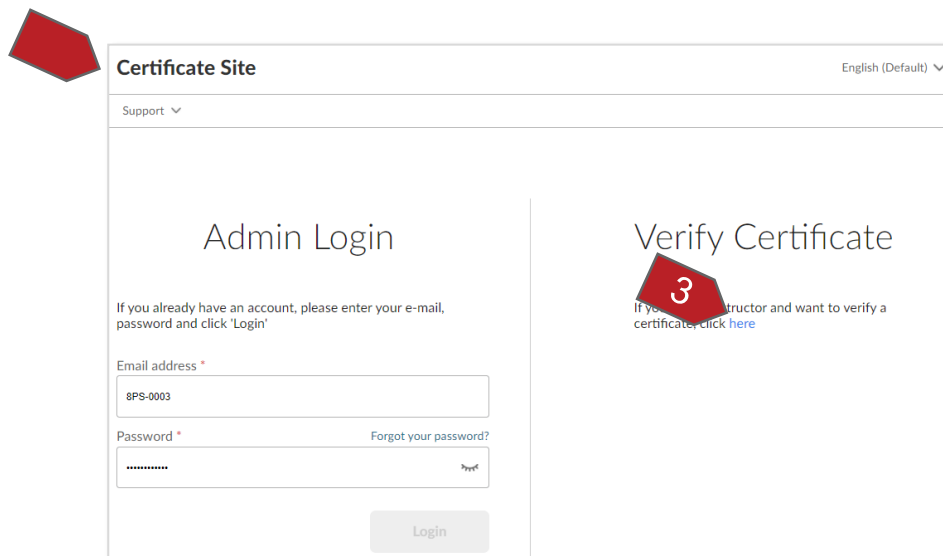 Certificate Site
English (Default)
Support
Admin Login
If you already have an account, please enter your e-mail,
password and click 'Login'
Email address *
8PS-0003
Password *
Forgot your password?
••••••••••••
Login
Verify Certificate
3
If tructor and want to verify a
certificate, click here